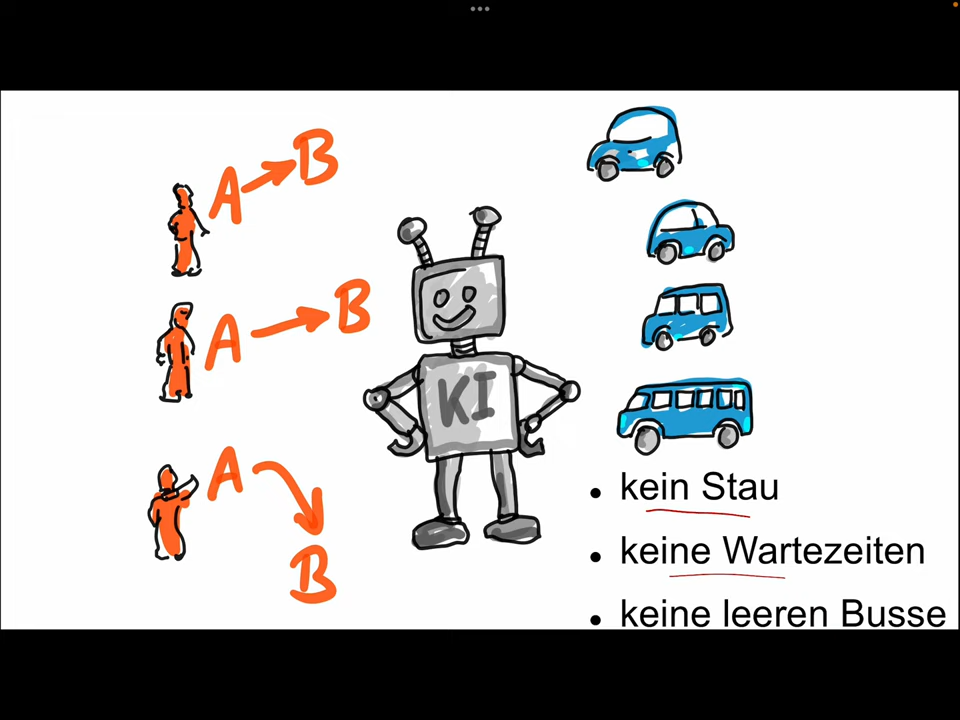 A → B
A → B
A
B
KI
• kein Stau
• keine Wartezeiten
• keine leeren Busse